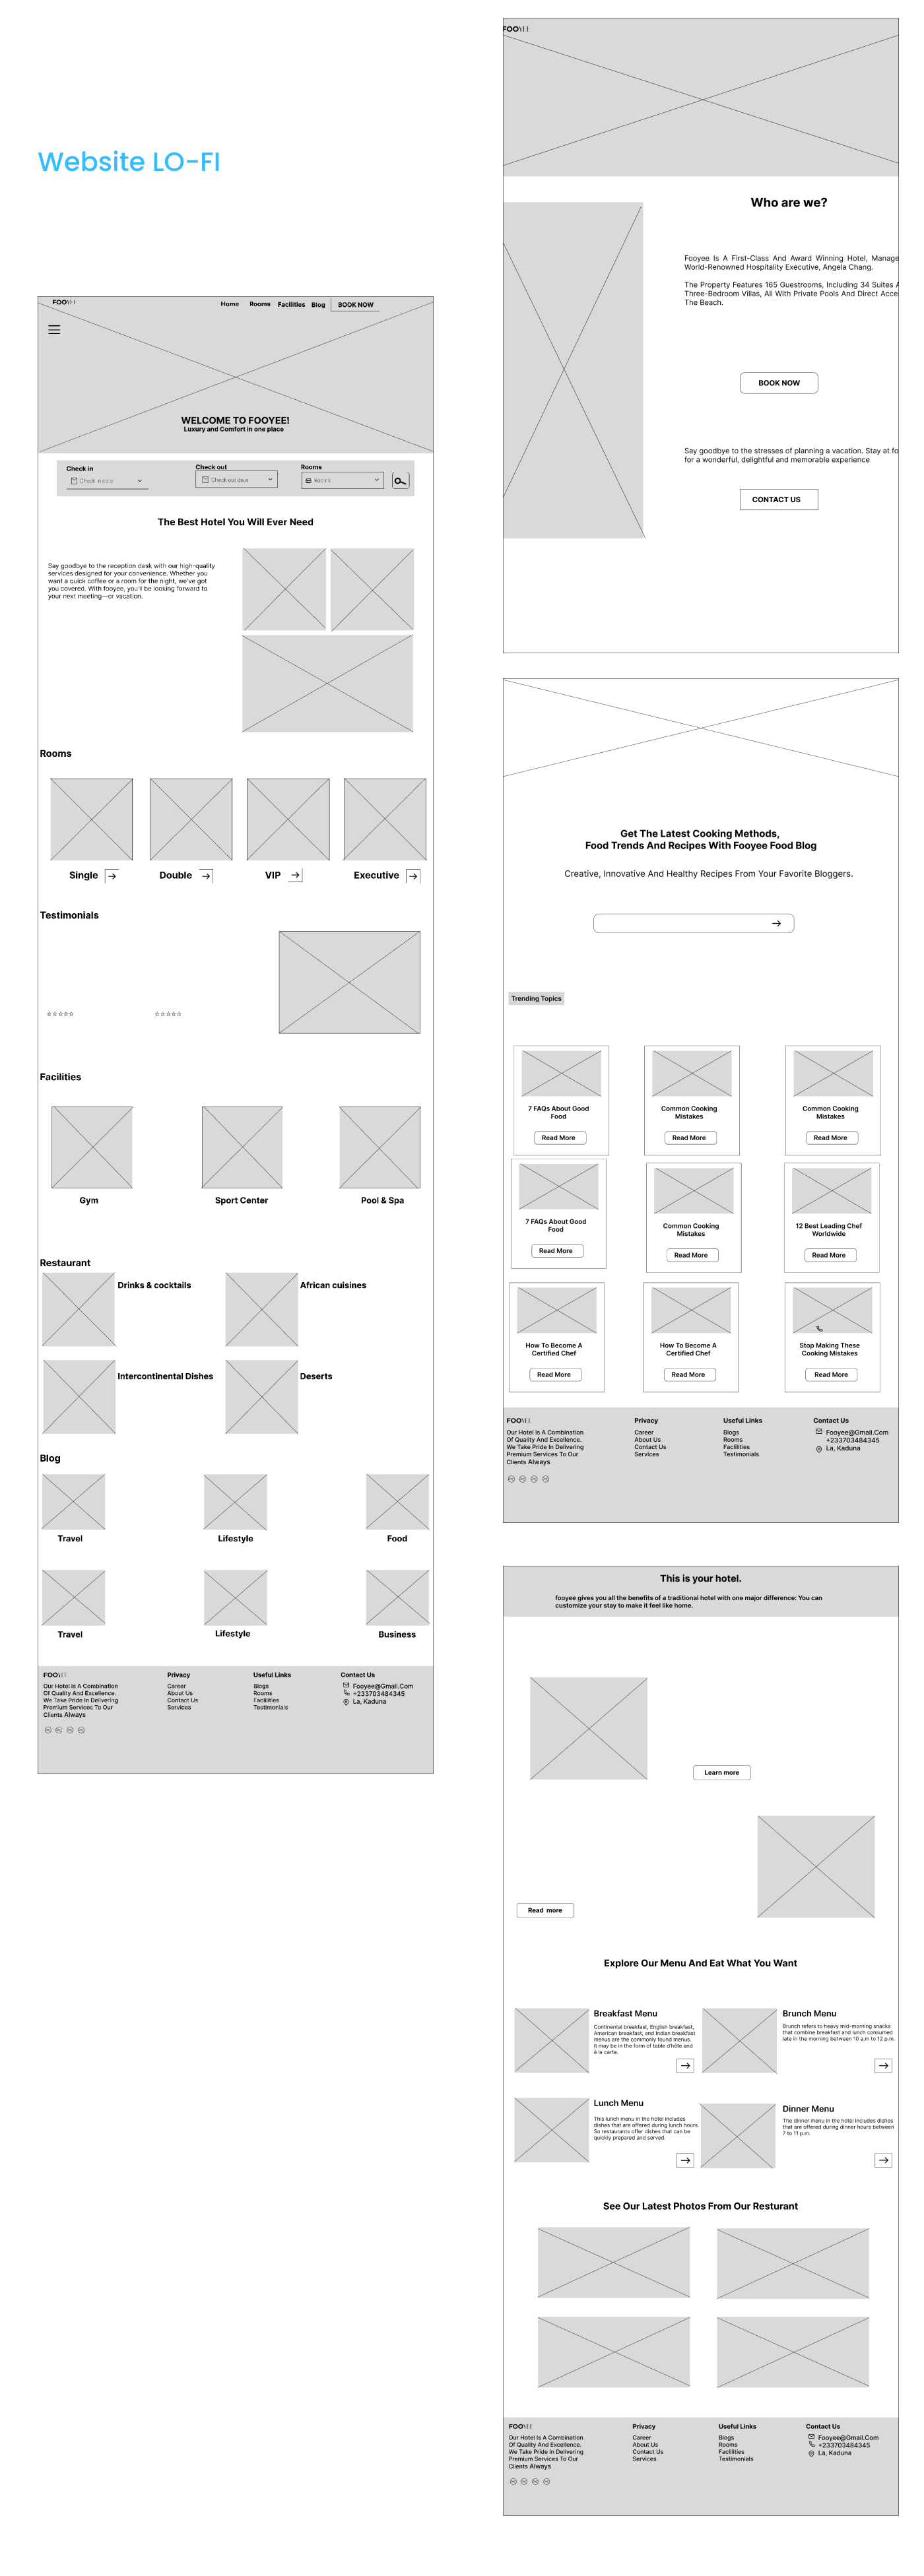 Website LO-FI
FOOYEE
Home Rooms Facilities Blog BOOK NOW
WELCOME TO FOOYEE!
Luxury and Comfort in one place
Check in
Check out
Rooms
Check
Check out date
The Best Hotel You Will Ever Need
Say goodbye to the reception desk with our high-quality
services designed for your convenience. Whether you
want a quick coffee or a room for the night, we've got
you covered. With fooyee, you'll be looking forward to
your next meeting—or vacation.
Rooms
Single
Double
VIP
Executive
Testimonials
Facilities
Gym
Sport Center
Pool & Spa
Restaurant
Drinks & cocktails
African cuisines
Intercontinental Dishes
Deserts
Blog
Travel
Lifestyle
Food
Travel
Lifestyle
Business
FOOYEE
Our Hotel Is A Combination
Of Quality And Excellence.
We Take Pride In Delivering
Premium Services To Our
Clients Always
Privacy
Career
About Us
Contact Us
Services
Useful Links
Blogs
Rooms
Faciilities
Testimonials
Contact Us
Fooyee@Gmail.Com
+233703484345
La, Kaduna
FOOYEE
Who are we?
Fooyee Is A First-Class And Award Winning Hotel, Manage
World-Renowned Hospitality Executive, Angela Chang.
The Property Features 165 Guestrooms, Including 34 Suites
Three-Bedroom Villas, All With Private Pools And Direct Acce
The Beach.
BOOK NOW
Say goodbye to the stresses of planning a vacation. Stay at fo
for a wonderful, delightful and memorable experience
CONTACT US
Get The Latest Cooking Methods,
Food Trends And Recipes With Fooyee Food Blog
Creative, Innovative And Healthy Recipes From Your Favorite Bloggers.
Trending Topics
7 FAQs About Good
Food
Read More
Common Cooking
Mistakes
Read More
Common Cooking
Mistakes
Read More
7 FAQs About Good
Food
Read More
Common Cooking
Mistakes
Read More
12 Best Leading Chef
Worldwide
Read More
How To Become A
Certified Chef
Read More
How To Become A
Certified Chef
Read More
Stop Making These
Cooking Mistakes
Read More
FOOYEE
Our Hotel Is A Combination
Of Quality And Excellence.
We Take Pride In Delivering
Premium Services To Our
Clients Always
Privacy
Career
About Us
Contact Us
Services
Useful Links
Blogs
Rooms
Faciilities
Testimonials
Contact Us
Fooyee@Gmail.Com
+233703484345
La, Kaduna
This is your hotel.
fooyee gives you all the benefits of a traditional hotel with one major difference: You can
customize your stay to make it feel like home.
Learn more
Read more
Explore Our Menu And Eat What You Want
Breakfast Menu
Continental breakfast, English breakfast,
American breakfast, and Indian breakfast
menus are the commonly found menus.
it may be in the form of table d'hôte and
à la carte.
Brunch Menu
Brunch refers to heavy mid-morning snacks
that combine breakfast and lunch consumed
late in the morning between 10 a.m to 12 p.m.
Lunch Menu
This lunch menu in the hotel includes
dishes that are offered during lunch hours.
So restaurants offer dishes that can be
quickly prepared and served.
Dinner Menu
The dinner menu in the hotel includes dishes
that are offered during dinner hours between
7 to 11 p.m.
See Our Latest Photos From Our Resturant
FOOYEE
Our Hotel Is A Combination
Of Quality And Excellence.
We Take Pride In Delivering
Premium Services To Our
Clients Always
Privacy
Career
About Us
Contact Us
Services
Useful Links
Blogs
Rooms
Faciilities
Testimonials
Contact Us
Fooyee@Gmail.Com
+233703484345
La, Kaduna